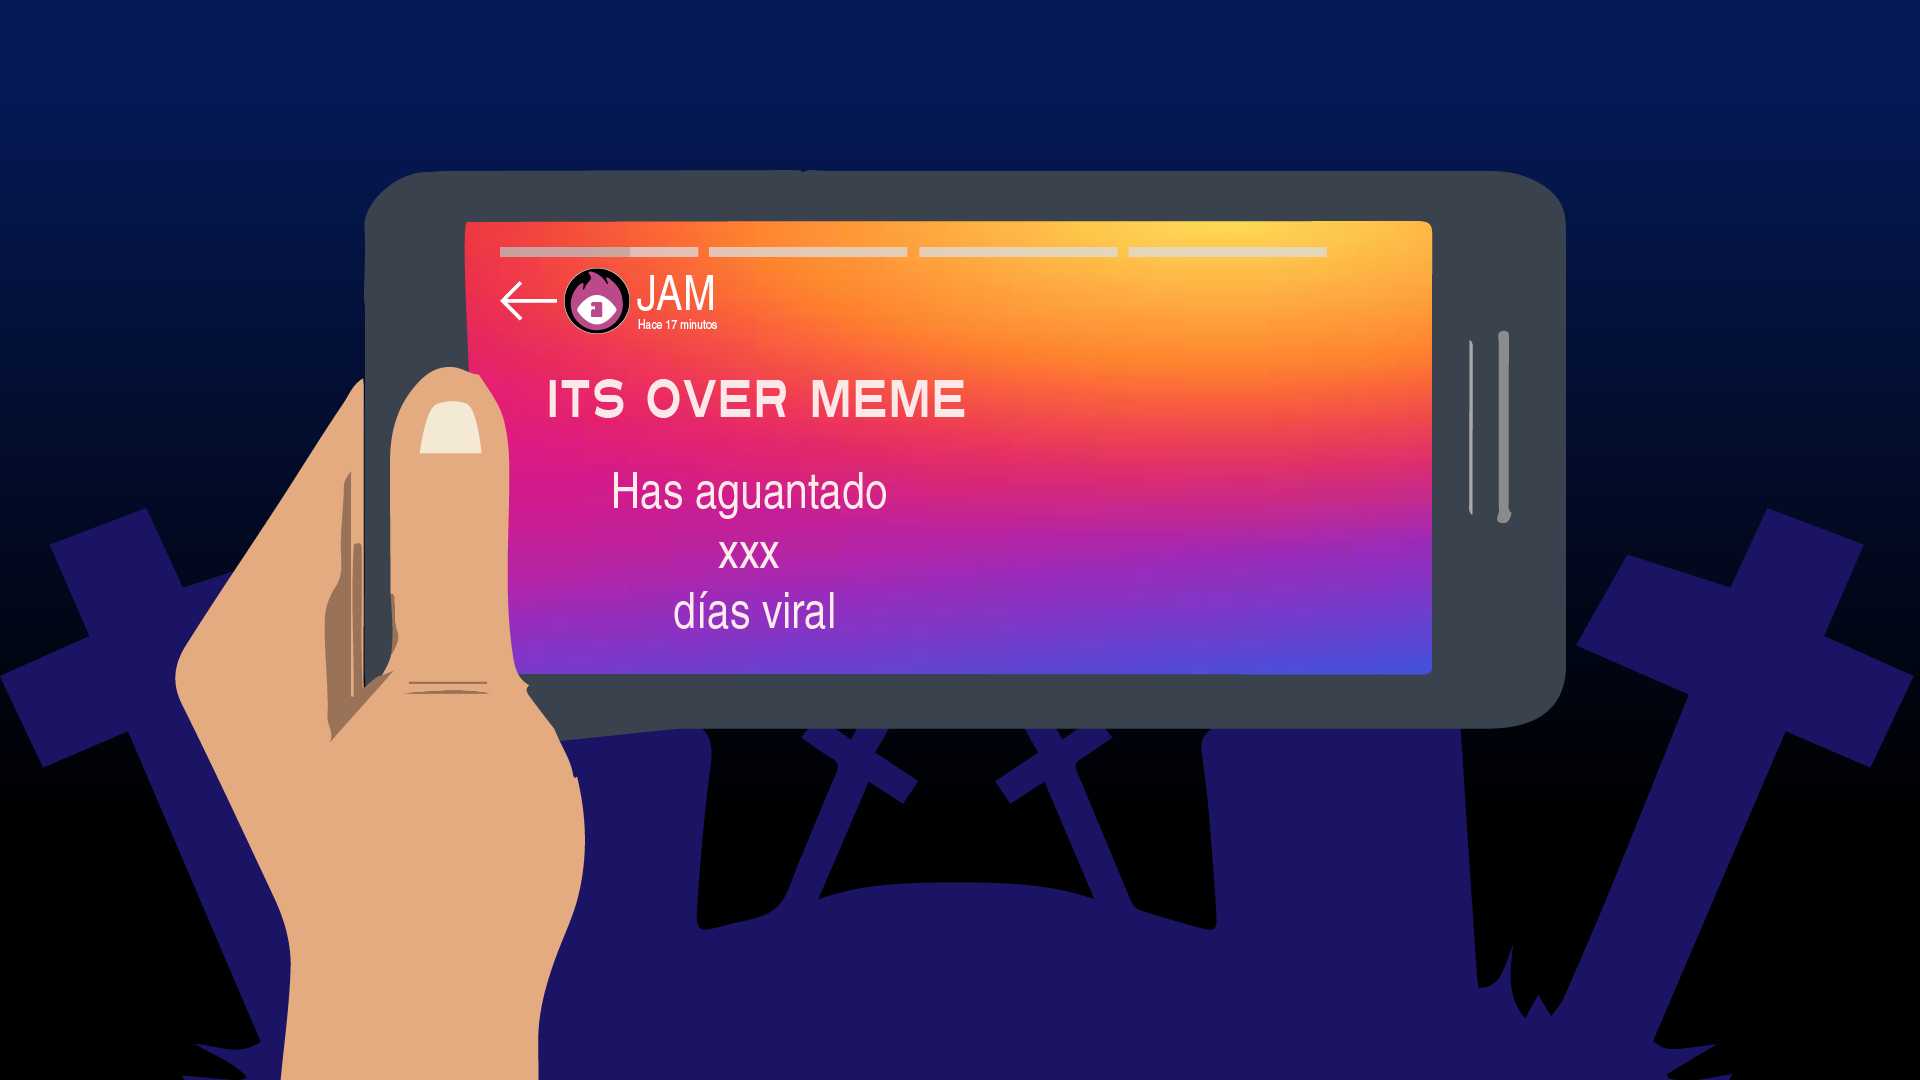 JAM
Hace 17 minutos
ITS OVER MEME
Has aguantado
xxx
días viral